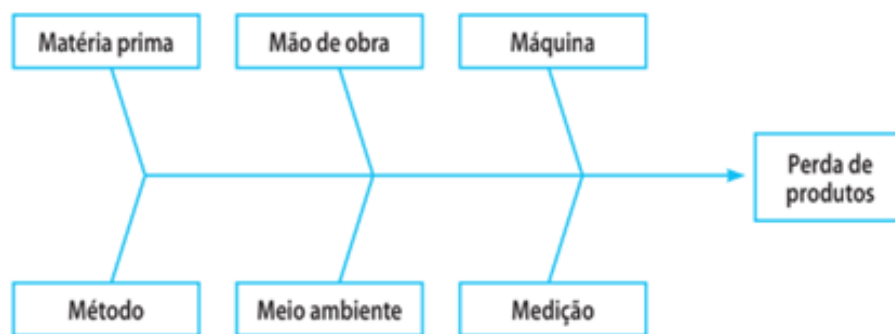 Matéria prima
Mão de obra
Máquina
Perda de
produtos
Método
Meio ambiente
Medição